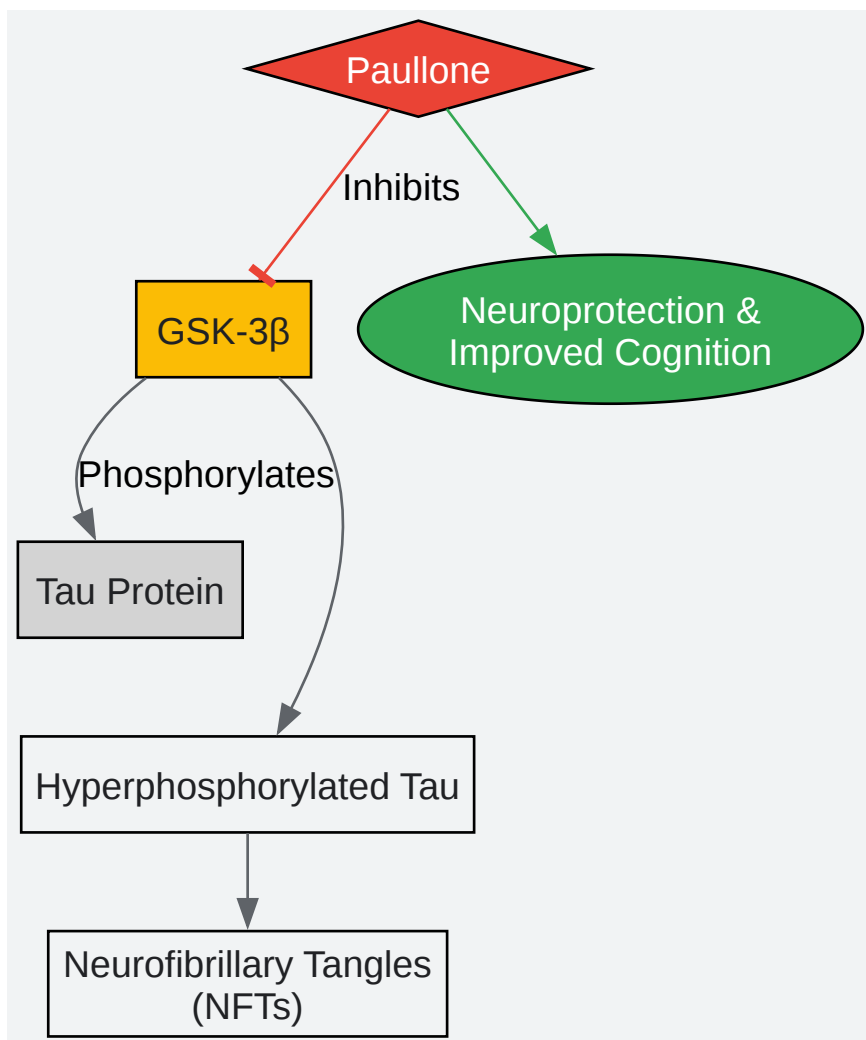 Paullone
Inhibits
GSK-3β
Neuroprotection &
Improved Cognition
Phosphorylates
Tau Protein
Hyperphosphorylated Tau
Neurofibrillary Tangles
(NFTs)